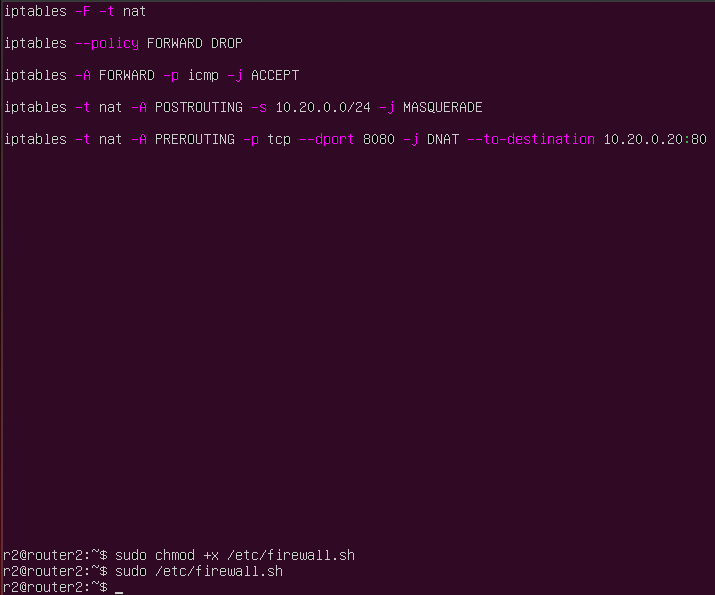 iptables -F -t nat
iptables --policy FORWARD DROP
iptables -A FORWARD -p icmp -j ACCEPT
iptables -t nat -A POSTROUTING -s 10.20.0.0/24 -j MASQUERADE
iptables -t nat -A PREROUTING -p tcp --dport 8080 -j DNAT --to-destination 10.20.0.20:80
r2@router2:~$ sudo chmod +x /etc/firewall.sh
r2@router2:~$ sudo /etc/firewall.sh
r2@router2:~$ _